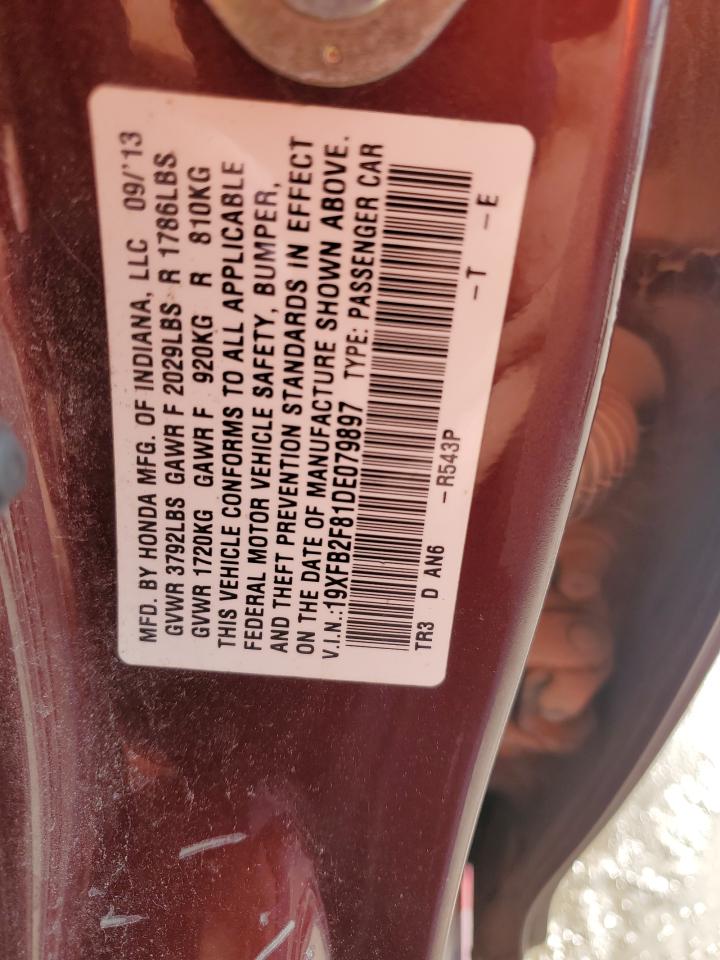 MFD. BY HONDA MFG. OF INDIANA, LLC 09/'13
GVWR 3792LBS GAWR F 2029LBS R 1786LBS
GVWR 1720KG GAWR F 920KG R 810KG
THIS VEHICLE CONFORMS TO ALL APPLICABLE
FEDERAL MOTOR VEHICLE SAFETY, BUMPER,
AND THEFT PREVENTION STANDARDS IN EFFECT
ON THE DATE OF MANUFACTURE SHOWN ABOVE.
V.I.N.:19XFB2F81DE079897 TYPE: PASSENGER CAR
TR3 D AN6 -R543P -T -E